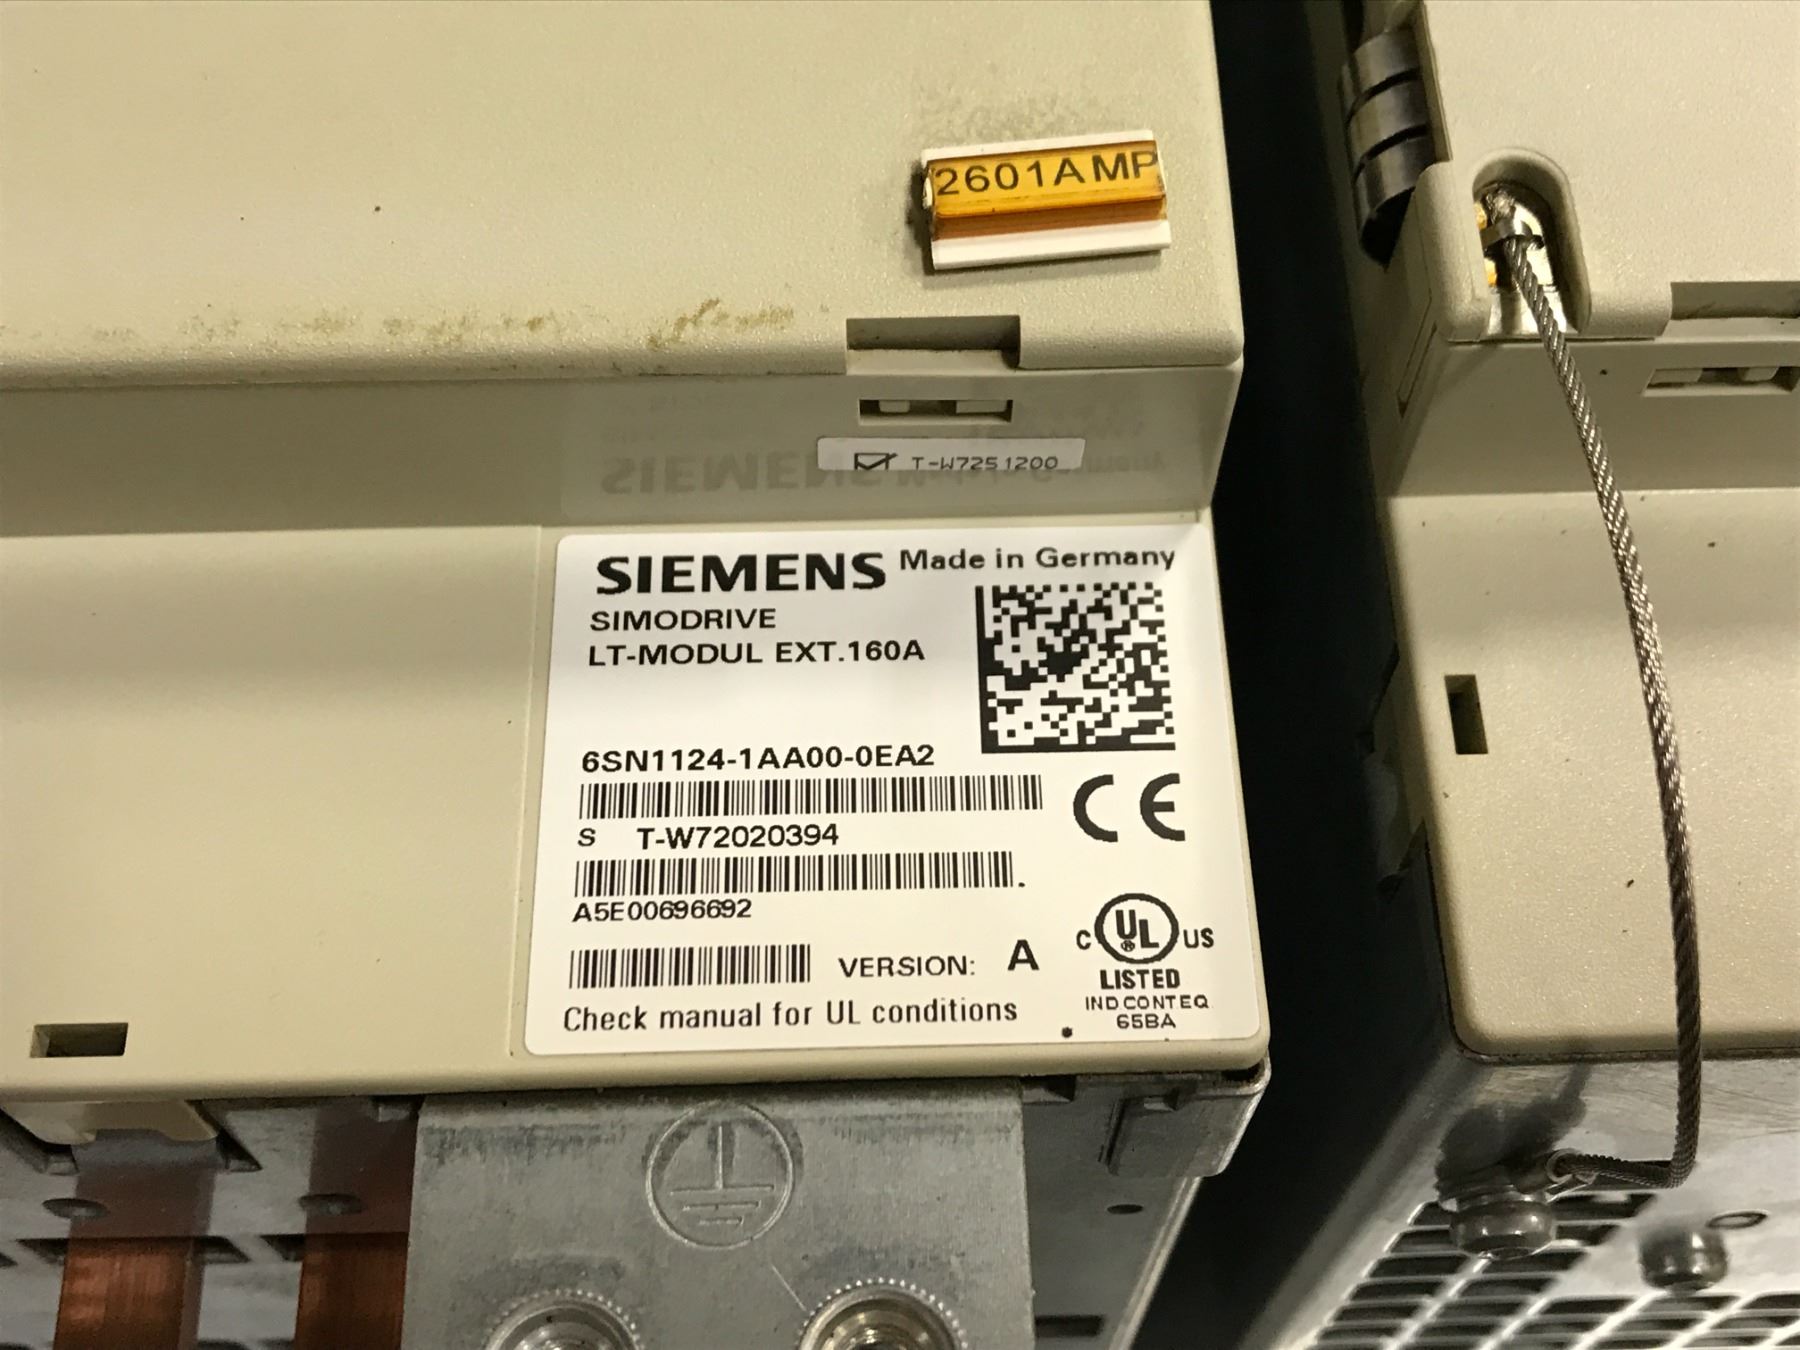 2601AMP
T-W7251200
SIEMENS Made in Germany
SIMODRIVE
LT-MODUL EXT.160A
6SN1124-1AA00-0EA2
S T-W72020394
A5E00696692
VERSION: A
Check manual for UL conditions
C UL US
LISTED
IND CONT EQ
65BA
CE